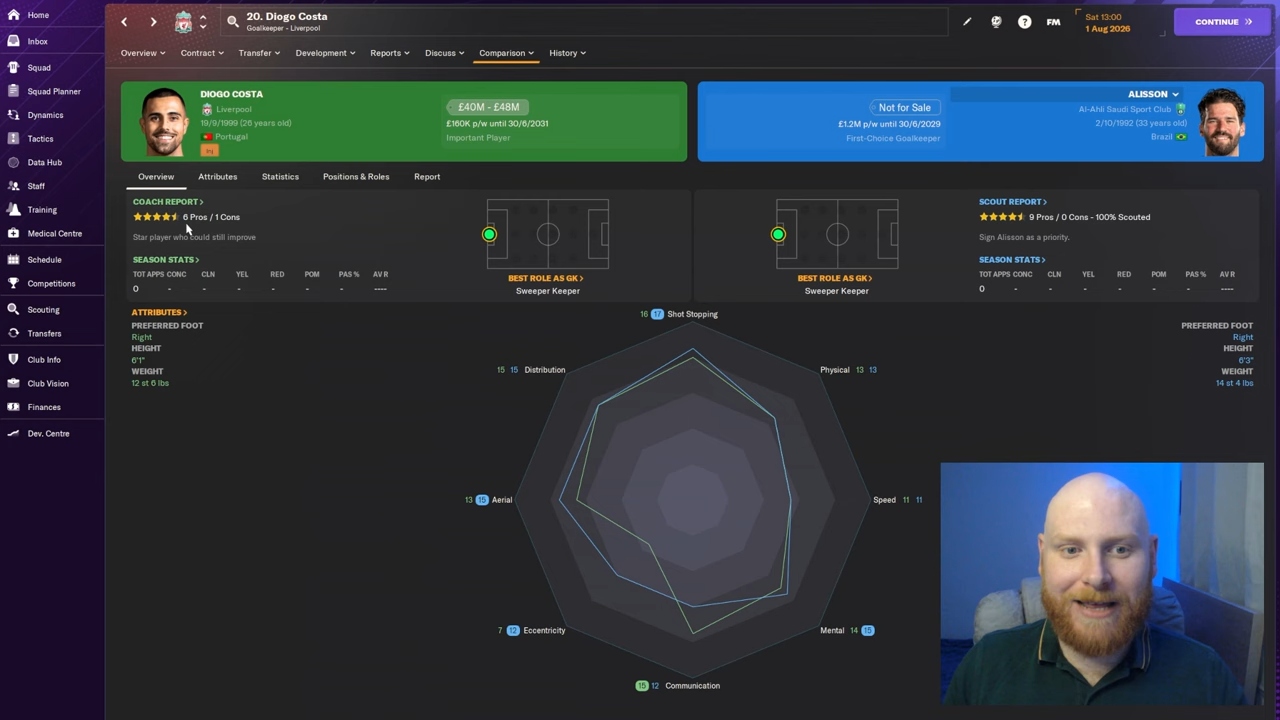 Home
Inbox
Squad
Squad Planner
Dynamics
Tactics
Data Hub
Staff
Training
Medical Centre
Schedule
Competitions
Scouting
Transfers
Club Info
Club Vision
Finances
Dev. Centre
20. Diogo Costa
Goalkeeper - Liverpool
FM
Sat 13:00
1 Aug 2026
CONTINUE
Overview Contract Transfer Development Reports Discuss Comparison History
DIOGO COSTA
Liverpool
19/9/1999 (26 years old)
Portugal
Inj
£40M - £48M
£160K p/w until 30/6/2031
Important Player
Not for Sale
£1.2M p/w until 30/6/2029
First-Choice Goalkeeper
ALISSON
Al-Ahli Saudi Sport Club
2/10/1992 (33 years old)
Brazil
Overview Attributes Statistics Positions & Roles Report
COACH REPORT >
6 Pros / 1 Cons
Star player who could still improve
SEASON STATS >
TOT APPS CONC CLN YEL RED POM PAS % AV R
0 - - - - - - ----
BEST ROLE AS GK >
Sweeper Keeper
BEST ROLE AS GK >
Sweeper Keeper
SCOUT REPORT >
9 Pros / 0 Cons - 100% Scouted
Sign Alisson as a priority.
SEASON STATS >
TOT APPS CONC CLN YEL RED POM PAS % AV R
0 - - - - - - ----
ATTRIBUTES >
PREFERRED FOOT
Right
HEIGHT
6'1"
WEIGHT
12 st 6 lbs
16 17 Shot Stopping
15 15 Distribution
Physical 13 13
13 15 Aerial
Speed 11 11
7 12 Eccentricity
Mental 14 15
15 12 Communication
PREFERRED FOOT
Right
HEIGHT
6'3"
WEIGHT
14 st 4 lbs